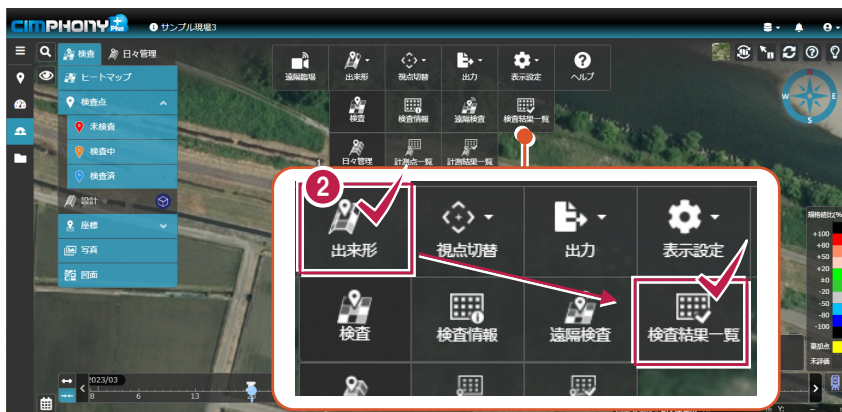 CIMPHONY Plus
サンプル現場3
検査
日々管理
ヒートマップ
検査点
未検査
検査中
検査済
設計
座標
写真
図面
遠隔臨場
出来形
視点切替
出力
表示設定
ヘルプ
検査
検査情報
遠隔検査
検査結果一覧
日々管理
計測点一覧
計測結果一覧
W
E
S
1
2
出来形
視点切替
出力
表示設定
検査
検査情報
遠隔検査
検査結果一覧
規格値比(%
+100
+80
+50
+20
±0
-20
-50
-80
-100
棄却点
未評価
2023/03
8
6
13
Y: